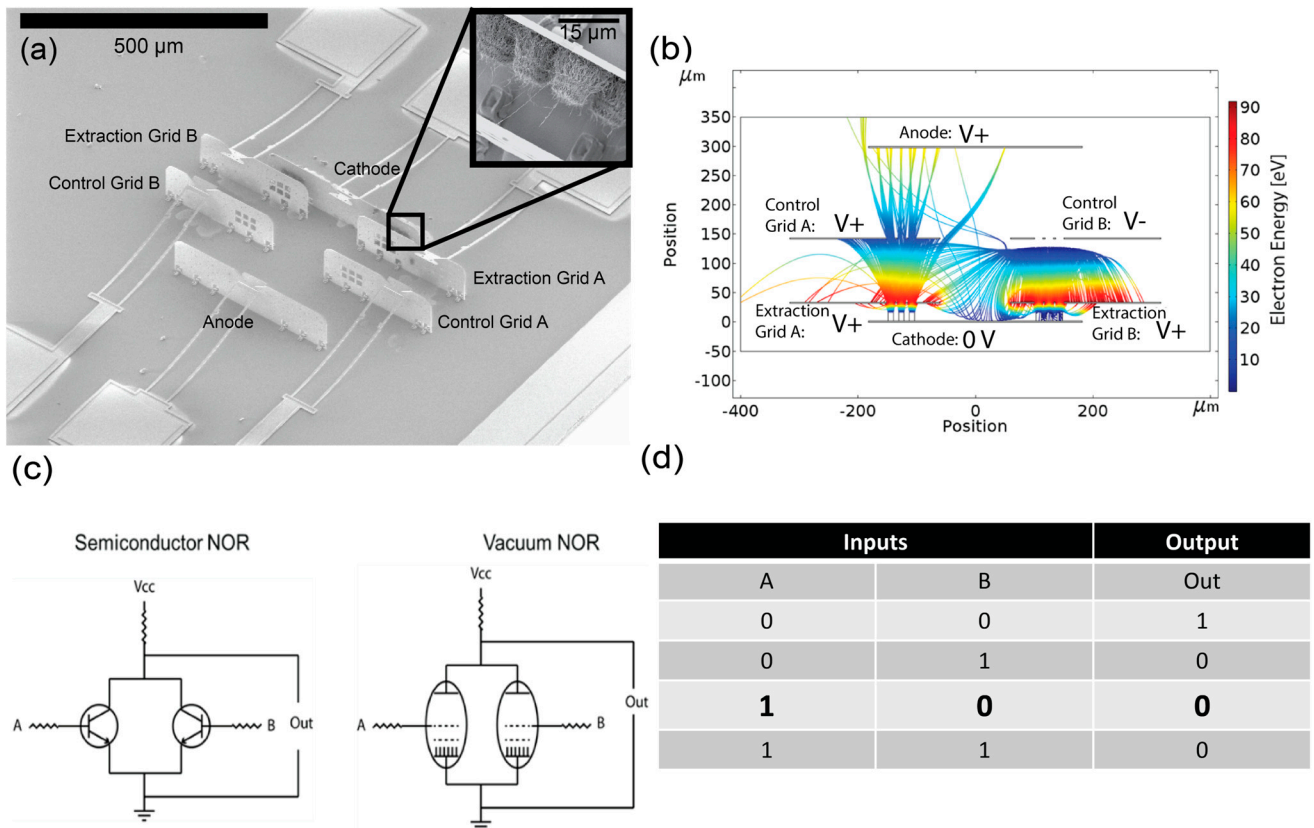 (a)
500 µm
15 µm
Extraction Grid B
Control Grid B
Cathode
Extraction Grid A
Control Grid A
Anode
(b)
µm
350
300
250
200
150
100
50
0
-50
-100
Position
Anode: V+
Control
Grid A: V+
Control
Grid B: V-
Extraction
Grid A: V+
Cathode: 0 V
Extraction
Grid B: V+
-400
-200
0
200
µm
Position
90
80
70
60
50
40
30
20
10
Electron Energy [eV]
(c)
Semiconductor NOR
Vcc
A
B
Out
Vacuum NOR
Vcc
A
B
Out
(d)
Inputs Output
A B Out
0 0 1
0 1 0
1 0 0
1 1 0